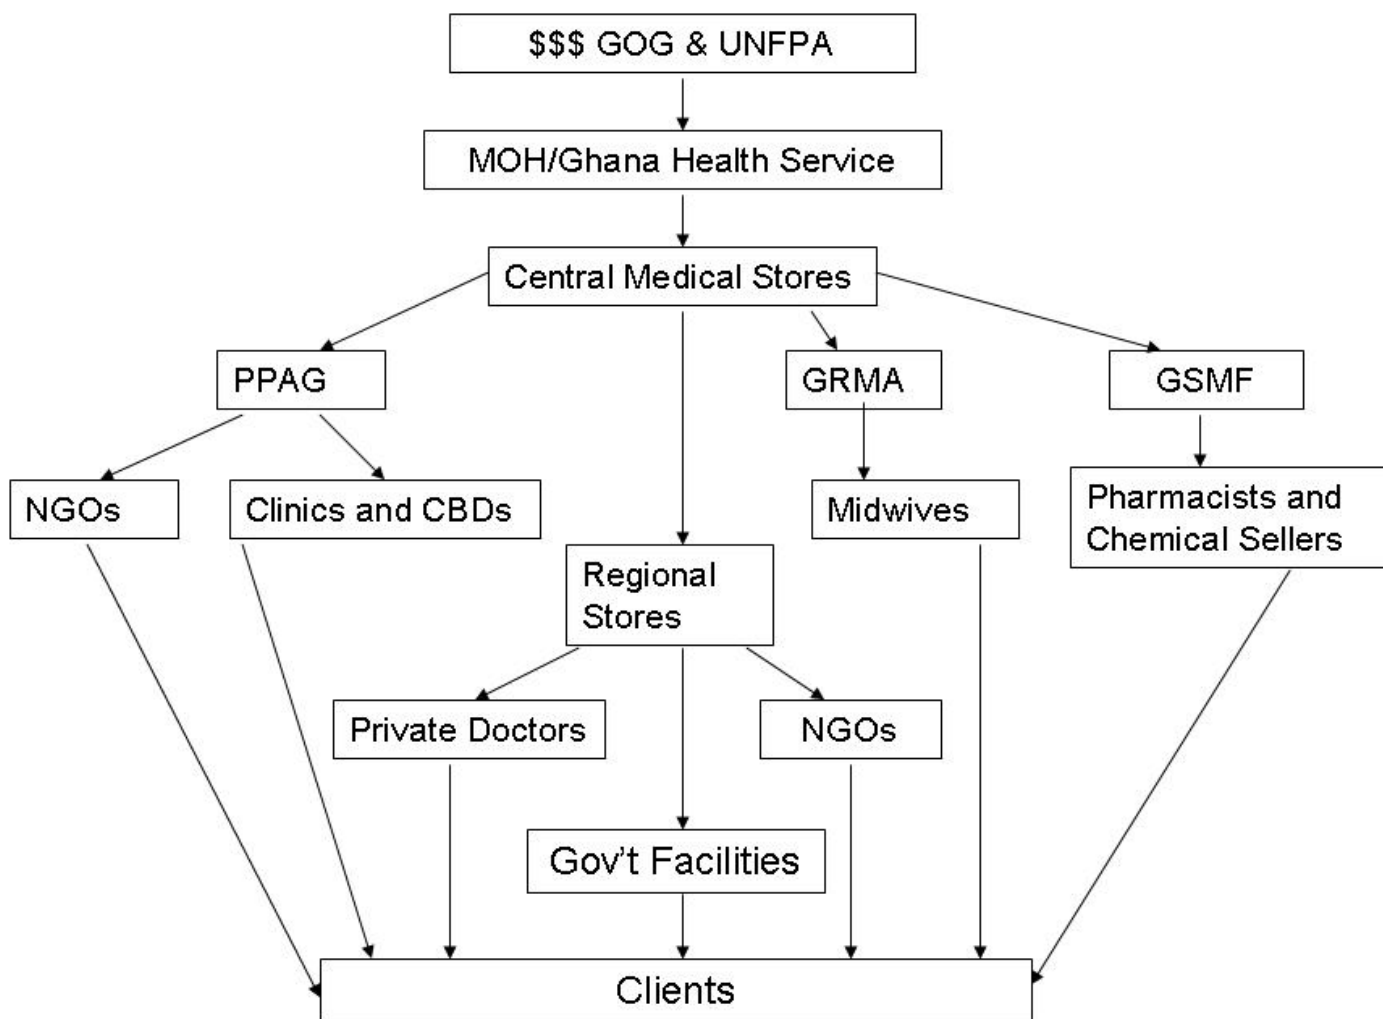 $$$ GOG & UNFPA
MOH/Ghana Health Service
Central Medical Stores
PPAG
GRMA
GSMF
NGOs
Clinics and CBDs
Midwives
Pharmacists and
Chemical Sellers
Regional
Stores
Private Doctors
NGOs
Gov't Facilities
Clients